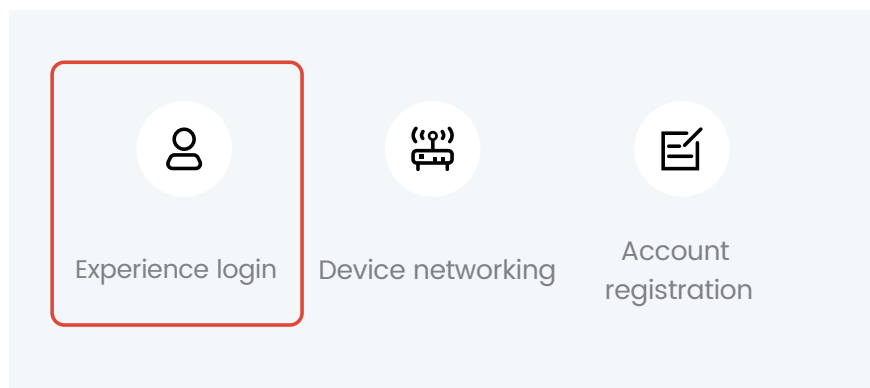 Experience login
Device networking
Account
registration